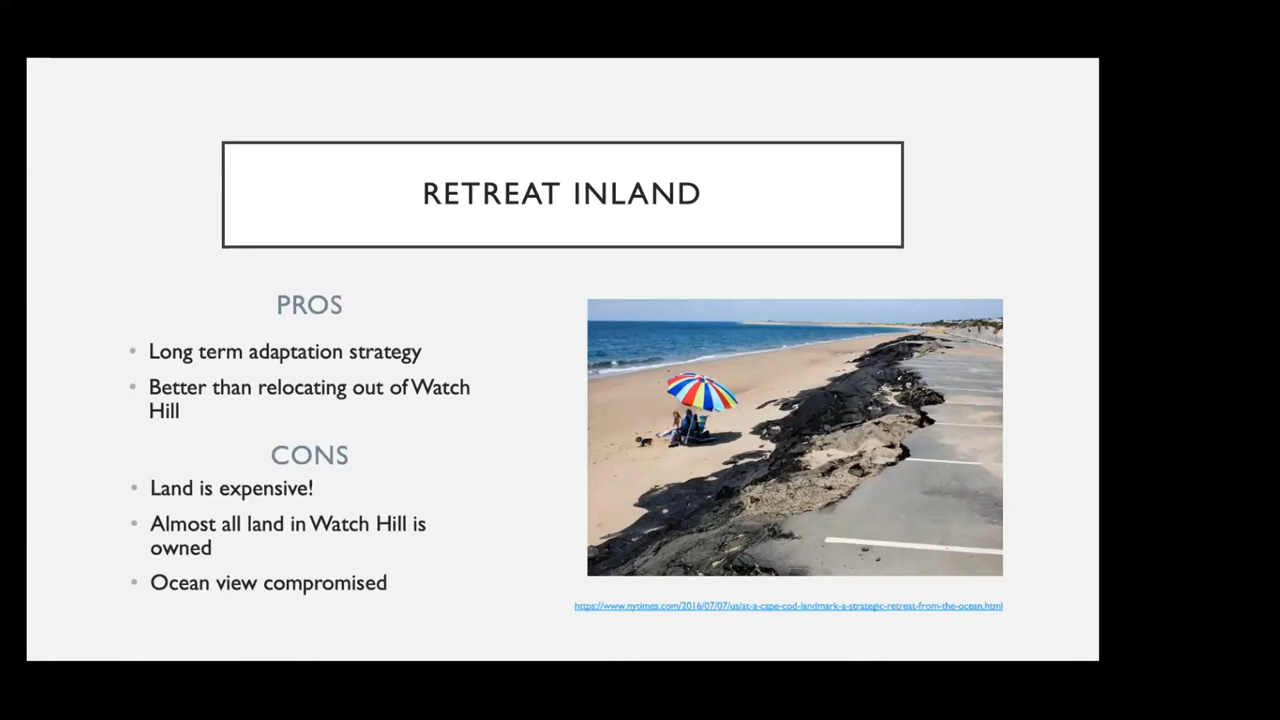 RETREAT INLAND
PROS
• Long term adaptation strategy
• Better than relocating out of Watch
Hill
CONS
• Land is expensive!
• Almost all land in Watch Hill is
owned
• Ocean view compromised
https://www.nytimes.com/2016/07/07/us/at-a-cape-cod-landmark-a-strategic-retreat-from-the-ocean.html